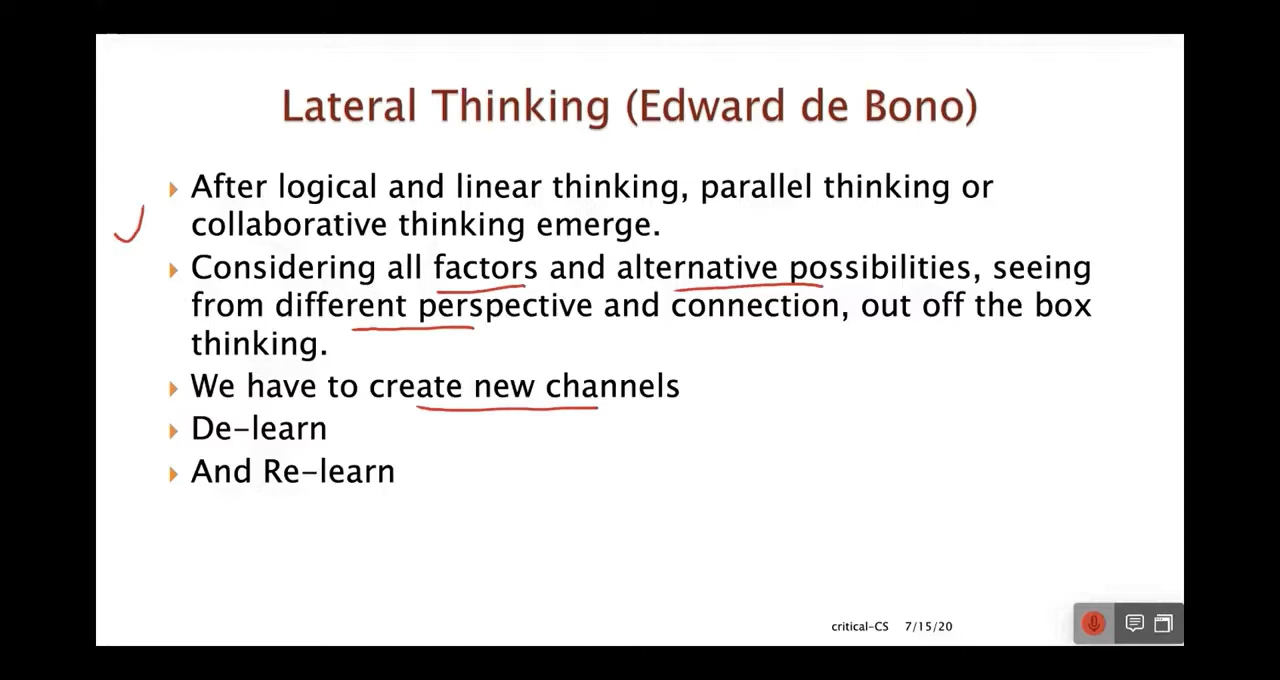 Lateral Thinking (Edward de Bono)
After logical and linear thinking, parallel thinking or
collaborative thinking emerge.
Considering all factors and alternative possibilities, seeing
from different perspective and connection, out off the box
thinking.
We have to create new channels
De-learn
And Re-learn
critical-CS 7/15/20